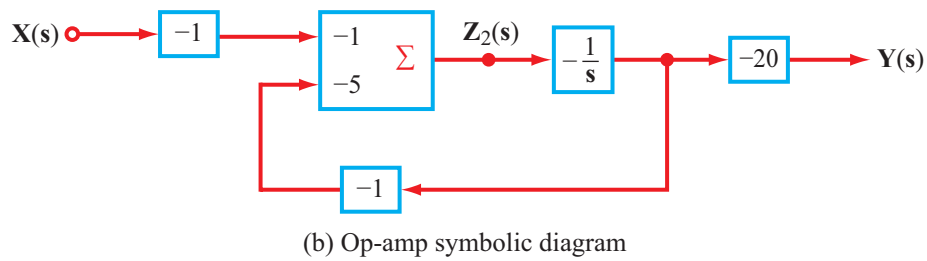 X(s)
−1
−1
−5
Σ
Z₂(s)
−1/s
−20
Y(s)
−1
(b) Op-amp symbolic diagram